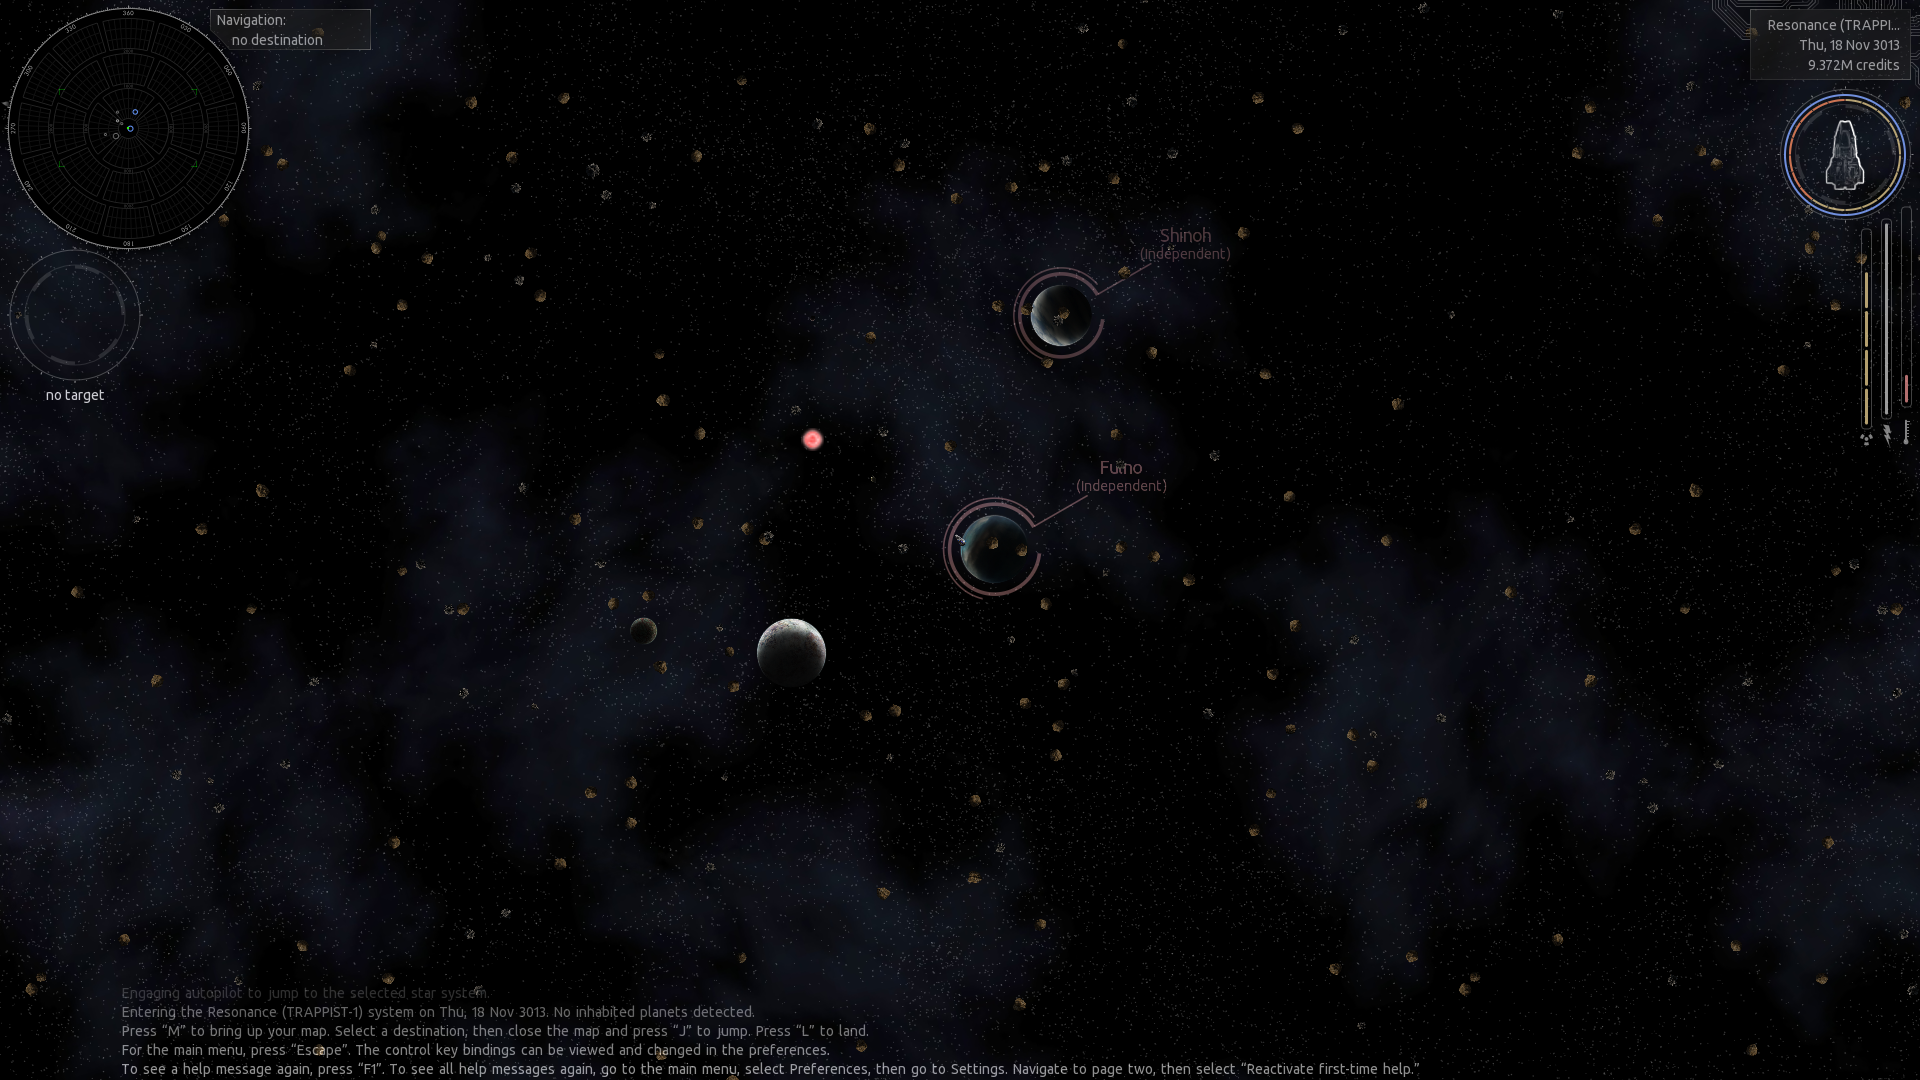 Navigation:
no destination
Resonance (TRAPPI...
Thu, 18 Nov 3013
9.372M credits
Shinoh
(Independent)
no target
Fumo
(Independent)
Engaging autopilot to jump to the selected star system.
Entering the Resonance (TRAPPIST-1) system on Thu, 18 Nov 3013. No inhabited planets detected.
Press “M” to bring up your map. Select a destination, then close the map and press “J” to jump. Press “L” to land.
For the main menu, press “Escape”. The control key bindings can be viewed and changed in the preferences.
To see a help message again, press “F1”. To see all help messages again, go to the main menu, select Preferences, then go to Settings. Navigate to page two, then select “Reactivate first-time help.”